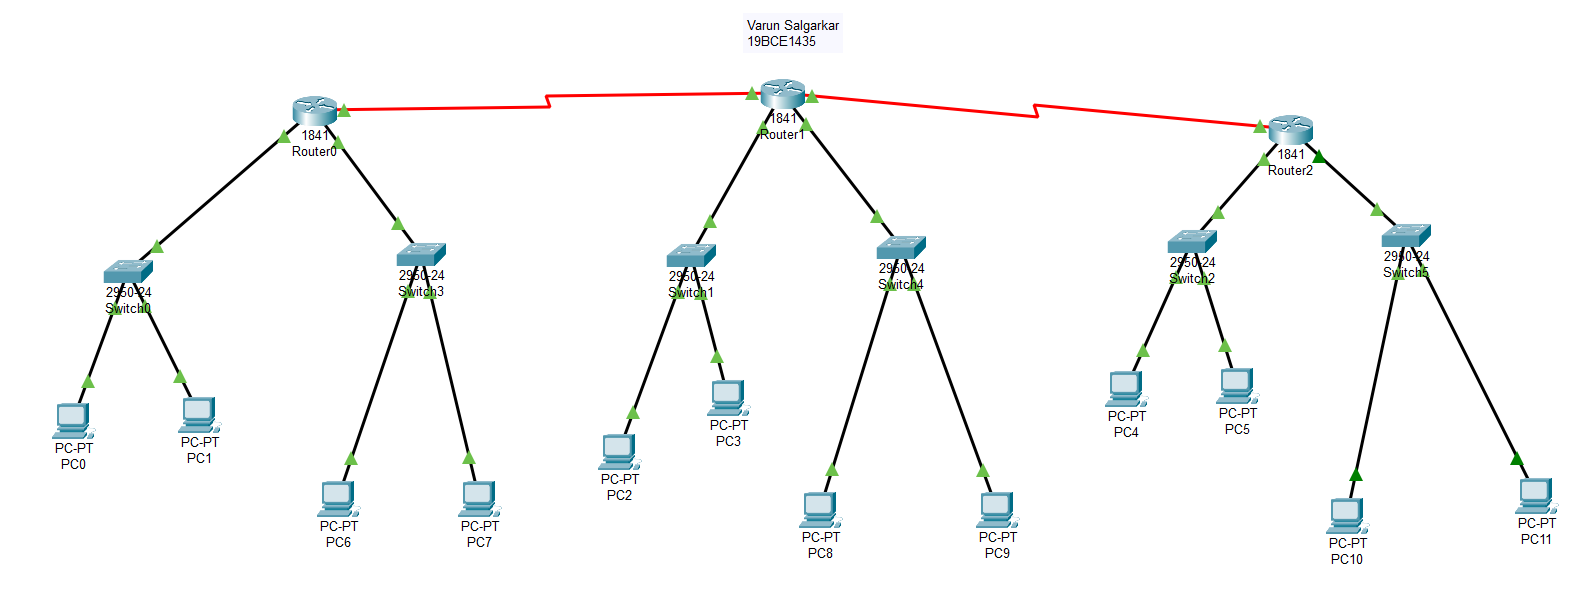 Varun Salgarkar
19BCE1435
1841
Router0
1841
Router1
1841
Router2
2950-24
Switch0
2950-24
Switch3
2950-24
Switch1
2950-24
Switch4
2950-24
Switch2
2950-24
Switch5
PC-PT
PC0
PC-PT
PC1
PC-PT
PC6
PC-PT
PC7
PC-PT
PC2
PC-PT
PC3
PC-PT
PC8
PC-PT
PC9
PC-PT
PC4
PC-PT
PC5
PC-PT
PC10
PC-PT
PC11